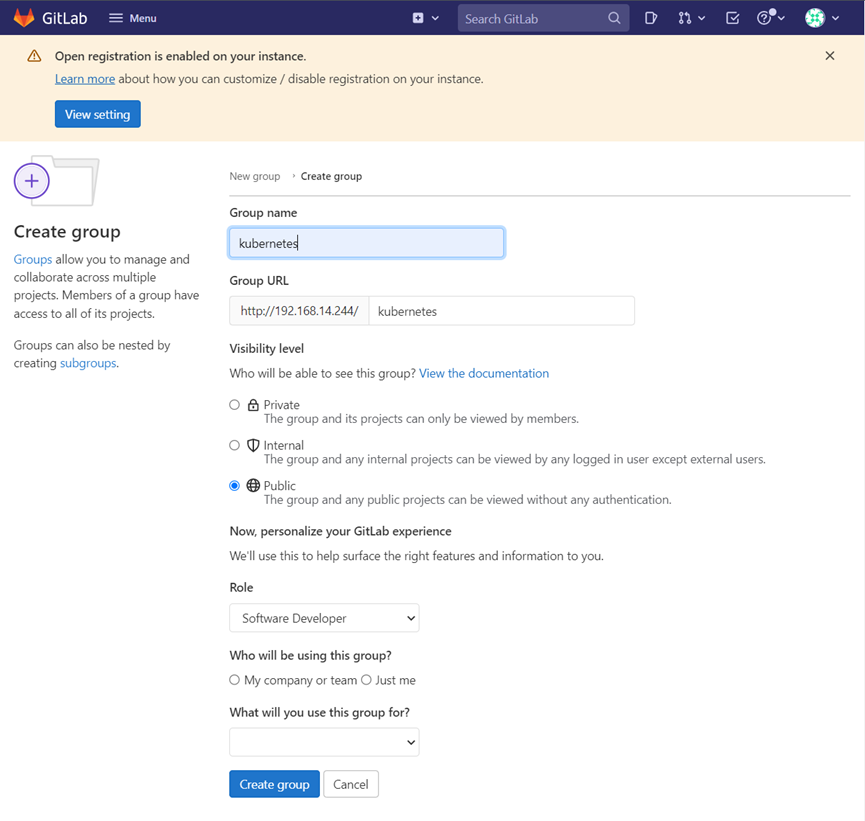 GitLab Menu Search GitLab
Open registration is enabled on your instance.
Learn more about how you can customize / disable registration on your instance.
View setting
Create group
Groups allow you to manage and
collaborate across multiple
projects. Members of a group have
access to all of its projects.
Groups can also be nested by
creating subgroups.
New group › Create group
Group name
kubernetes
Group URL
http://192.168.14.244/ kubernetes
Visibility level
Who will be able to see this group? View the documentation
Private
The group and its projects can only be viewed by members.
Internal
The group and any internal projects can be viewed by any logged in user except external users.
Public
The group and any public projects can be viewed without any authentication.
Now, personalize your GitLab experience
We'll use this to help surface the right features and information to you.
Role
Software Developer
Who will be using this group?
My company or team Just me
What will you use this group for?
Create group Cancel